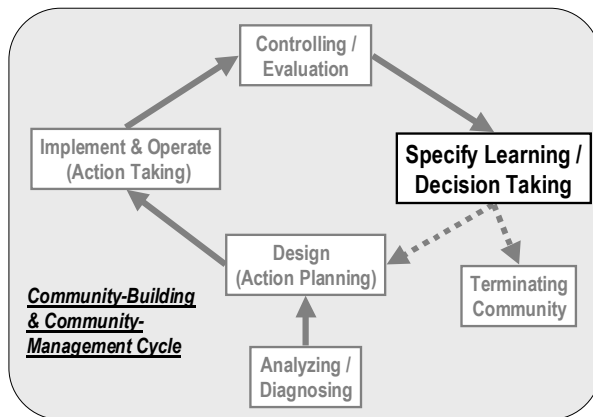 Controlling /
Evaluation
Implement & Operate
(Action Taking)
Specify Learning /
Decision Taking
Design
(Action Planning)
Terminating
Community
Community-Building
& Community-
Management Cycle
Analyzing /
Diagnosing